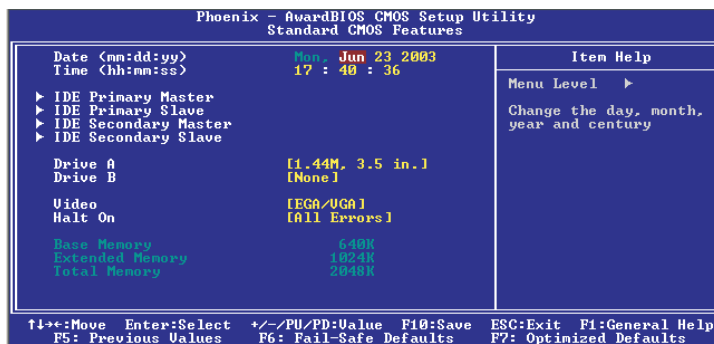 Phoenix - AwardBIOS CMOS Setup Utility
Standard CMOS Features
Date (mm:dd:yy) Mon, Jun 23 2003
Time (hh:mm:ss) 17 : 40 : 36
▶ IDE Primary Master
▶ IDE Primary Slave
▶ IDE Secondary Master
▶ IDE Secondary Slave
Drive A [1.44M, 3.5 in.]
Drive B [None]
Video [EGA/VGA]
Halt On [All Errors]
Base Memory 640K
Extended Memory 1024K
Total Memory 2048K
Item Help
Menu Level ▶
Change the day, month,
year and century
↑↓→←:Move Enter:Select +/-/PU/PD:Value F10:Save ESC:Exit F1:General Help
F5: Previous Values F6: Fail-Safe Defaults F7: Optimized Defaults